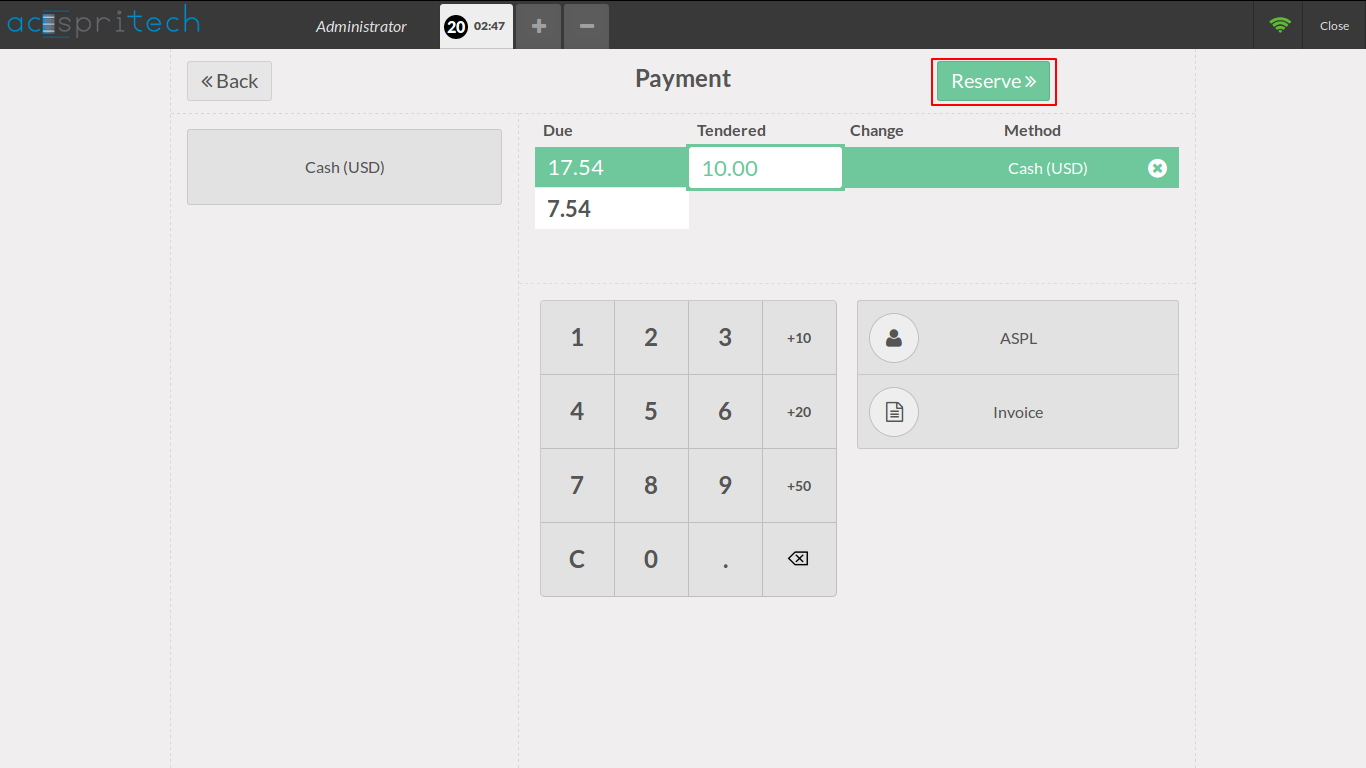 acespritech
Administrator
20 02:47
Close
Back
Payment
Reserve
Cash (USD)
Due Tendered Change Method
17.54 10.00 Cash (USD)
7.54
1 2 3 +10
4 5 6 +20
7 8 9 +50
C 0 .
ASPL
Invoice